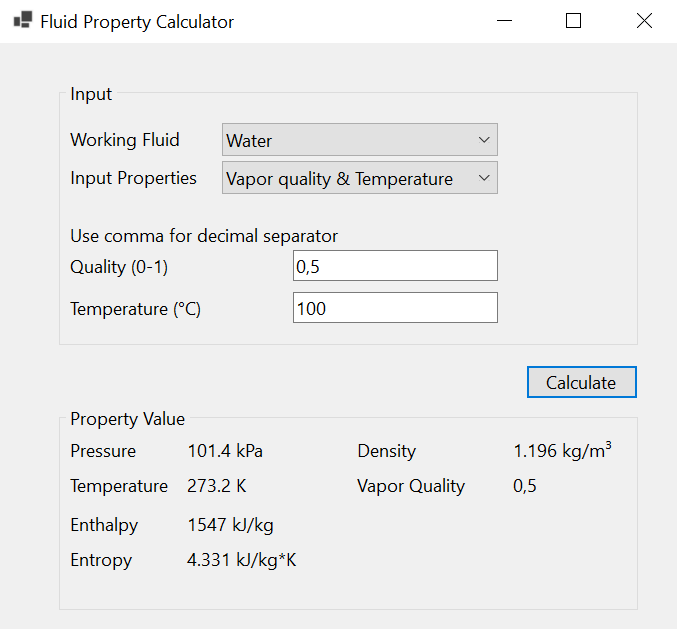 Fluid Property Calculator
Input
Working Fluid Water
Input Properties Vapor quality & Temperature
Use comma for decimal separator
Quality (0-1) 0,5
Temperature (°C) 100
Calculate
Property Value
Pressure 101.4 kPa Density 1.196 kg/m³
Temperature 273.2 K Vapor Quality 0,5
Enthalpy 1547 kJ/kg
Entropy 4.331 kJ/kg*K